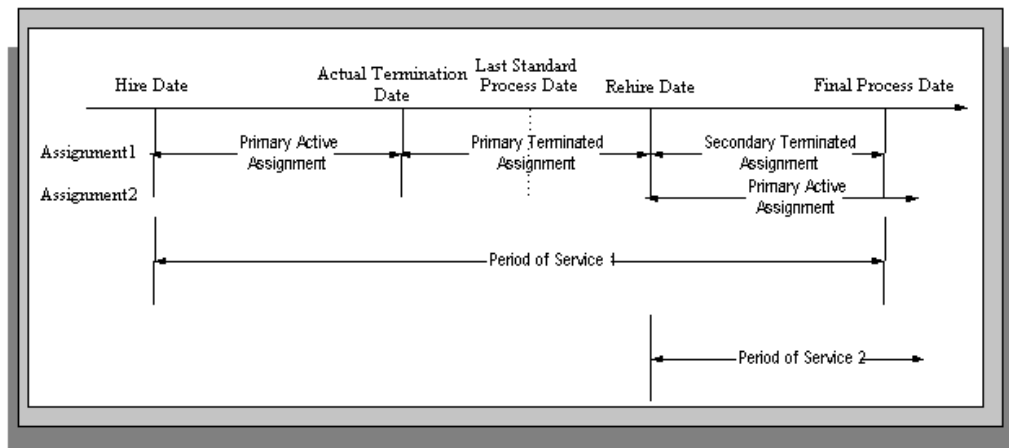 Hire Date
Actual Termination
Date
Last Standard
Process Date
Rehire Date
Final Process Date
Assignment1
Primary Active
Assignment
Primary Terminated
Assignment
Secondary Terminated
Assignment
Assignment2
Primary Active
Assignment
Period of Service 1
Period of Service 2